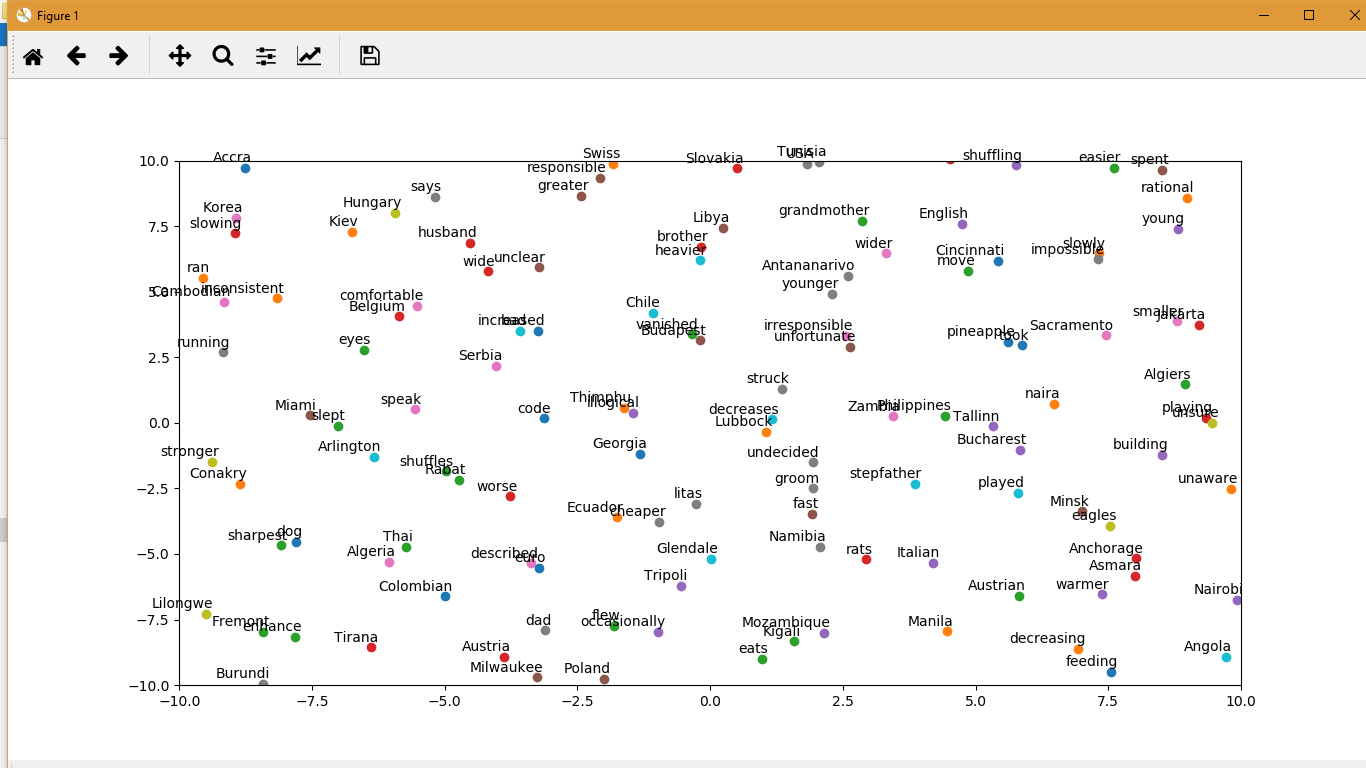 Figure 1
Accra
Swiss
Slovakia
Tunisia
USA
shuffling
easier
spent
responsible
greater
says
rational
Korea
Hungary
slowing
Kiev
husband
Libya
grandmother
English
young
brother
heavier
wider
Cincinnati
move
slowly
impossible
wide
unclear
ran
Antananarivo
younger
Cambodian
inconsistent
comfortable
Belgium
Chile
smaller
Jakarta
increased
vanished
Budapest
irresponsible
unfortunate
pineapple
took
Sacramento
running
eyes
Serbia
struck
Algiers
Miami
slept
speak
code
Thimphu
illogical
decreases
Lubbock
Zambia
Philippines
Tallinn
naira
playing
unsure
Arlington
Georgia
Bucharest
building
stronger
Conakry
shuffles
Rabat
undecided
groom
stepfather
played
unaware
worse
litas
fast
Minsk
eagles
Ecuador
cheaper
sharpest
dog
Thai
Algeria
described
euro
Glendale
Namibia
rats
Italian
Anchorage
Asmara
Colombian
Tripoli
Austrian
warmer
Nairobi
Lilongwe
Fremont
enhance
Tirana
dad
flew
occasionally
Mozambique
Kigali
Manila
decreasing
Angola
Austria
Milwaukee
Poland
eats
feeding
Burundi
10.0
7.5
5.0
2.5
0.0
−2.5
−5.0
−7.5
−10.0
−10.0 −7.5 −5.0 −2.5 0.0 2.5 5.0 7.5 10.0